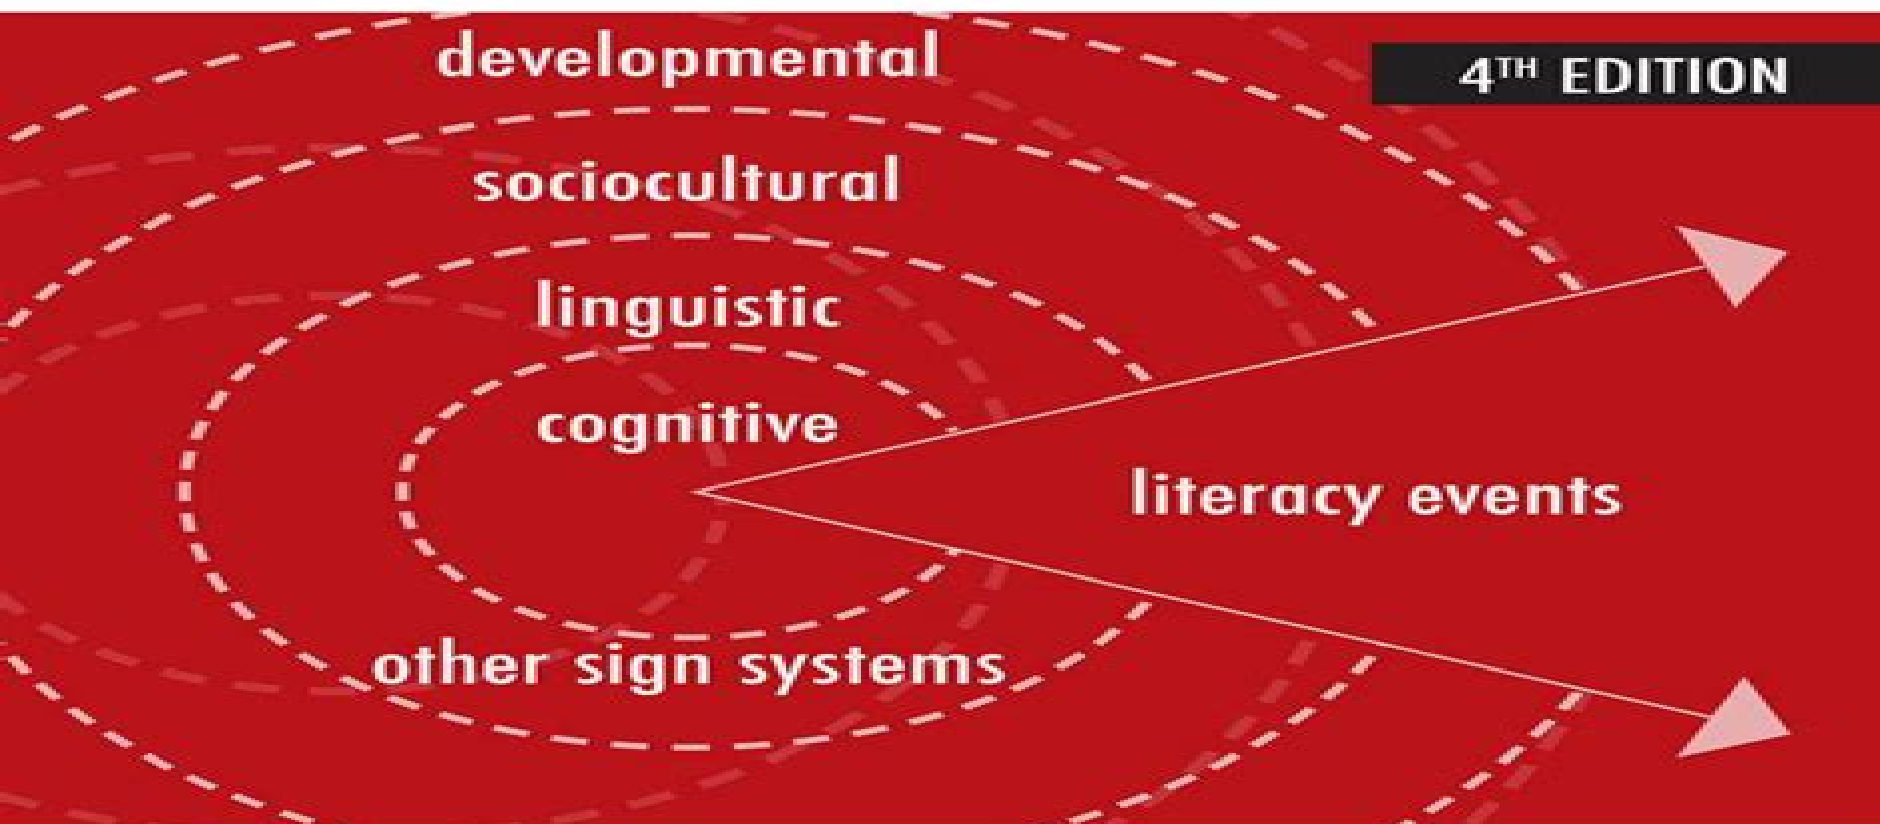 developmental
4TH EDITION
sociocultural
linguistic
cognitive
literacy events
other sign systems